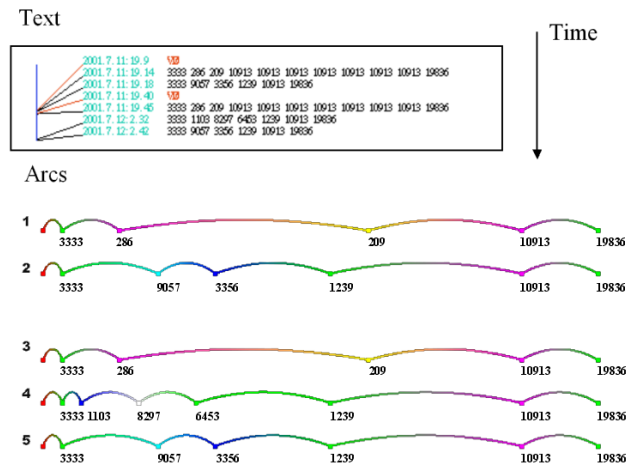 Text
Time
2001.7.11:19.9 VØ
2001.7.11:19.14 3333 286 209 10913 10913 10913 10913 10913 10913 10913 19836
2001.7.11:19.18 3333 9057 3356 1239 10913 19836
2001.7.11:19.40 VØ
2001.7.11:19.45 3333 286 209 10913 10913 10913 10913 10913 10913 10913 19836
2001.7.12:2.32 3333 1103 8297 6453 1239 10913 19836
2001.7.12:2.42 3333 9057 3356 1239 10913 19836
Arcs
1
3333 286 209 10913 19836
2
3333 9057 3356 1239 10913 19836
3
3333 286 209 10913 19836
4
3333 1103 8297 6453 1239 10913 19836
5
3333 9057 3356 1239 10913 19836